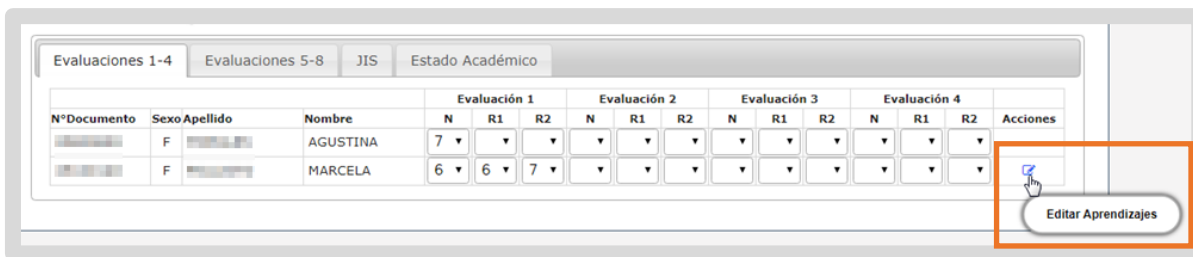 Evaluaciones 1-4 Evaluaciones 5-8 JIS Estado Académico
Evaluación 1 Evaluación 2 Evaluación 3 Evaluación 4
N°Documento Sexo Apellido Nombre N R1 R2 N R1 R2 N R1 R2 N R1 R2 Acciones
F AGUSTINA 7
F MARCELA 6 6 7
Editar Aprendizajes